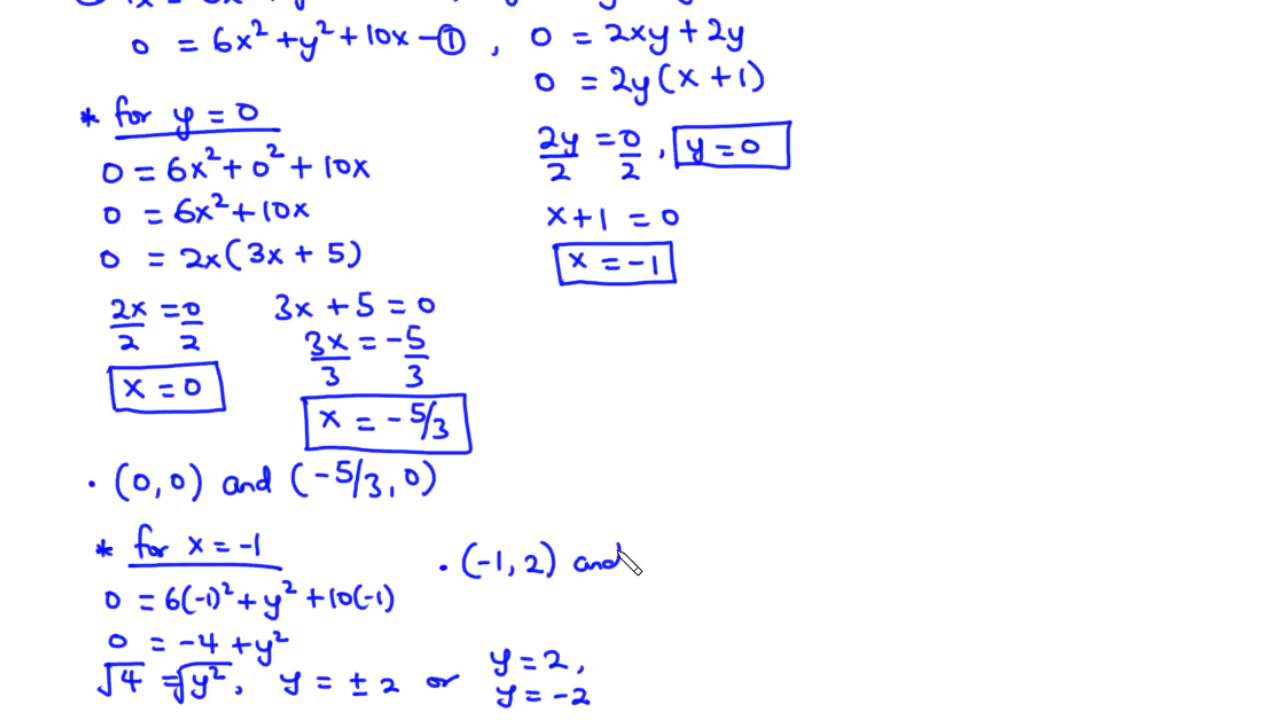 0 = 6x² + y² + 10x - ① , 0 = 2xy + 2y
0 = 2y(x + 1)
* for y = 0
2y/2 = 0/2 , y = 0
0 = 6x² + 0² + 10x
0 = 6x² + 10x
x + 1 = 0
0 = 2x(3x + 5)
x = -1
2x/2 = 0/2 3x + 5 = 0
3x/3 = -5/3
x = 0
x = -5/3
· (0, 0) and (-5/3, 0)
* for x = -1
· (-1, 2) and
0 = 6(-1)² + y² + 10(-1)
0 = -4 + y²
√4 = √y² , y = ± 2 or y = 2,
y = -2